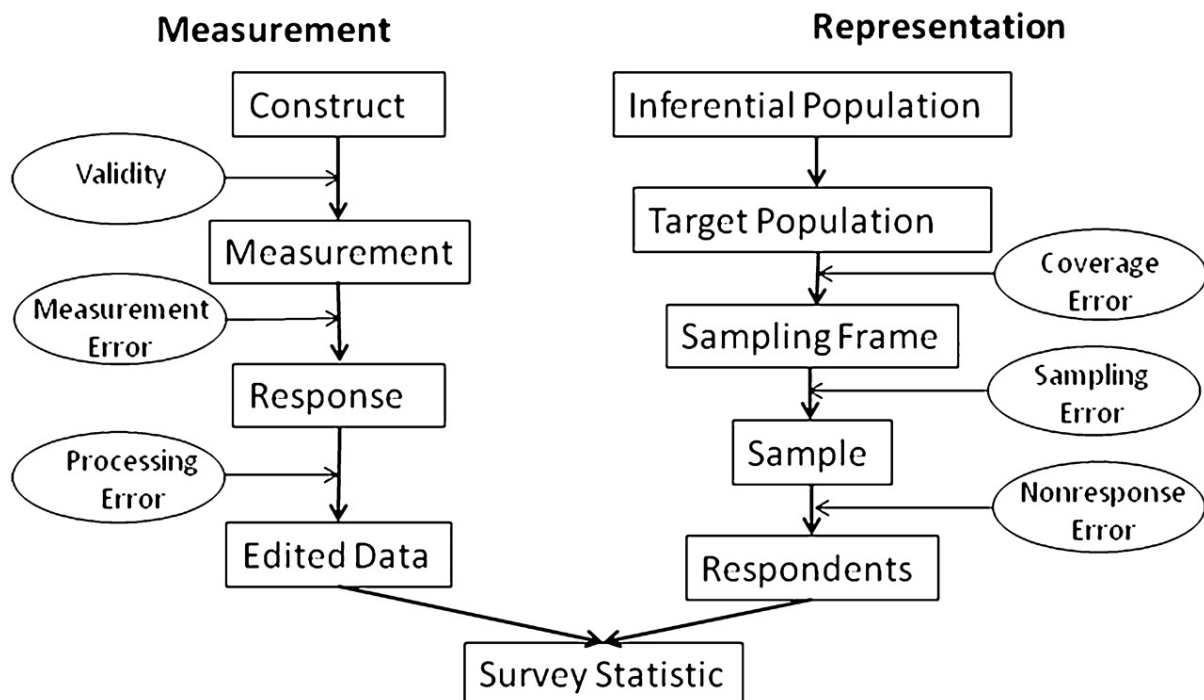 Measurement
Construct
Validity
Measurement
Measurement
Error
Response
Processing
Error
Edited Data
Representation
Inferential Population
Target Population
Coverage
Error
Sampling Frame
Sampling
Error
Sample
Nonresponse
Error
Respondents
Survey Statistic